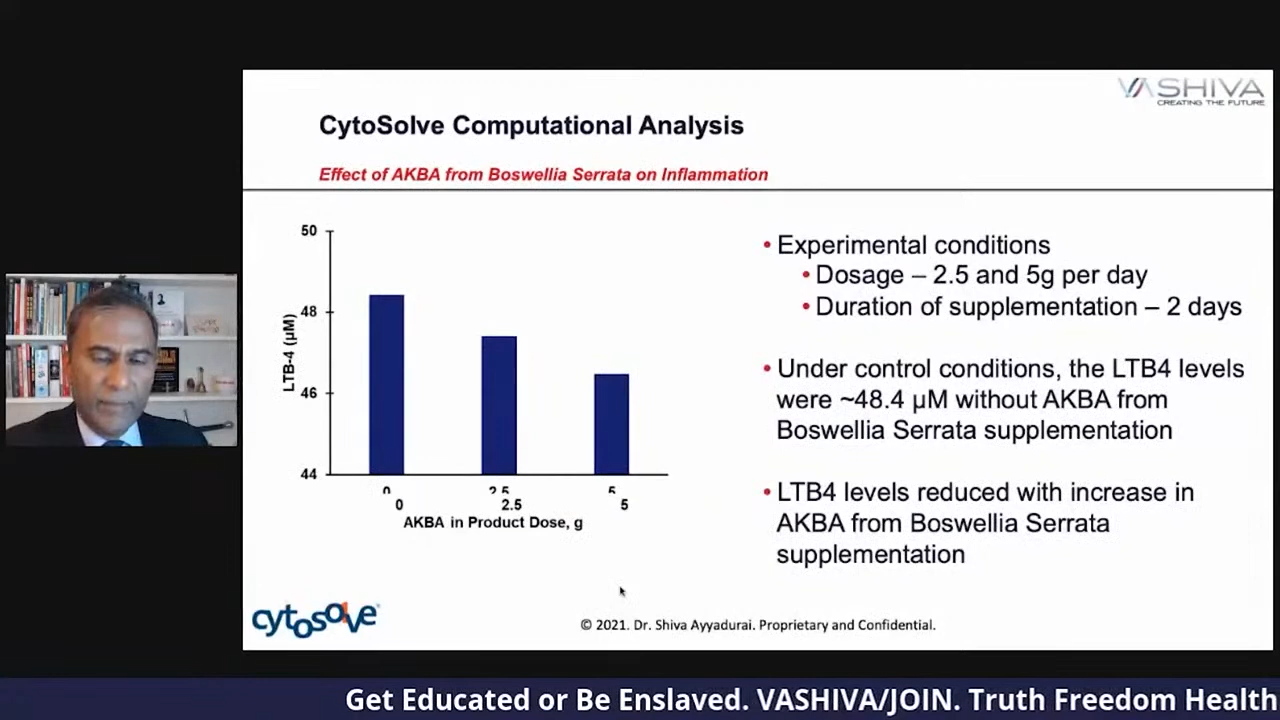 VASHIVA
CREATING THE FUTURE
CytoSolve Computational Analysis
Effect of AKBA from Boswellia Serrata on Inflammation
50
48
46
44
LTB-4 (µM)
0 2.5 5
0 2.5 5
AKBA in Product Dose, g
• Experimental conditions
• Dosage – 2.5 and 5g per day
• Duration of supplementation – 2 days
• Under control conditions, the LTB4 levels
were ~48.4 µM without AKBA from
Boswellia Serrata supplementation
• LTB4 levels reduced with increase in
AKBA from Boswellia Serrata
supplementation
cytosolve
© 2021. Dr. Shiva Ayyadurai. Proprietary and Confidential.
Get Educated or Be Enslaved. VASHIVA/JOIN. Truth Freedom Health